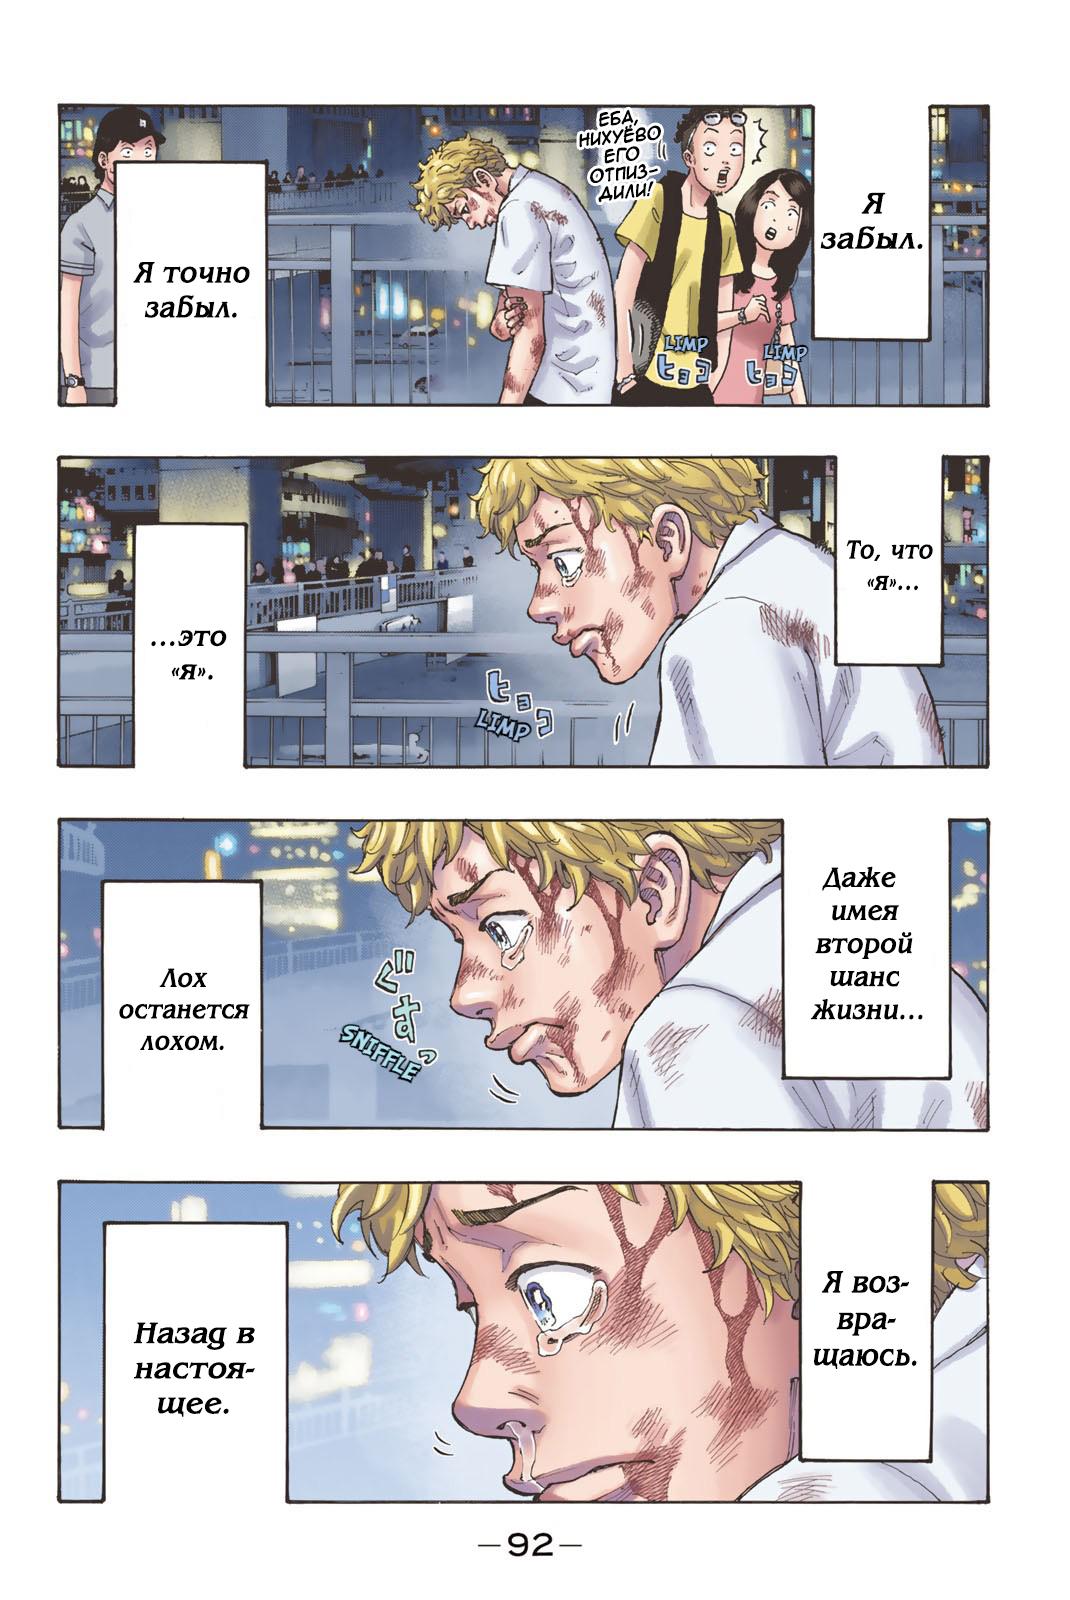 Я
забыл.
ЕБА,
НИХУЁВО
ЕГО
ОТПИЗ-
ДИЛИ!
LIMP
ヒョコ
LIMP
ヒョコ
Я точно
забыл.
То, что
«я»...
ヒョコ
LIMP
...это
«я».
Даже
имея
второй
шанс
жизни...
ぐすっ
SNIFFLE
Лох
останется
лохом.
Я воз-
вра-
щаюсь.
Назад в
настоя-
щее.
—92—